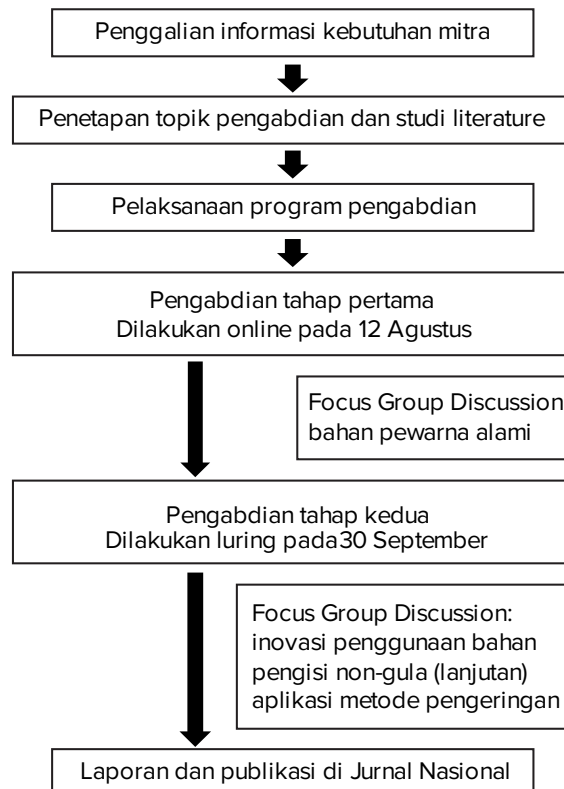 Penggalian informasi kebutuhan mitra
Penetapan topik pengabdian dan studi literature
Pelaksanaan program pengabdian
Pengabdian tahap pertama
Dilakukan online pada 12 Agustus
Focus Group Discussion
bahan pewarna alami
Pengabdian tahap kedua
Dilakukan luring pada30 September
Focus Group Discussion:
inovasi penggunaan bahan
pengisi non-gula (lanjutan)
aplikasi metode pengeringan
Laporan dan publikasi di Jurnal Nasional